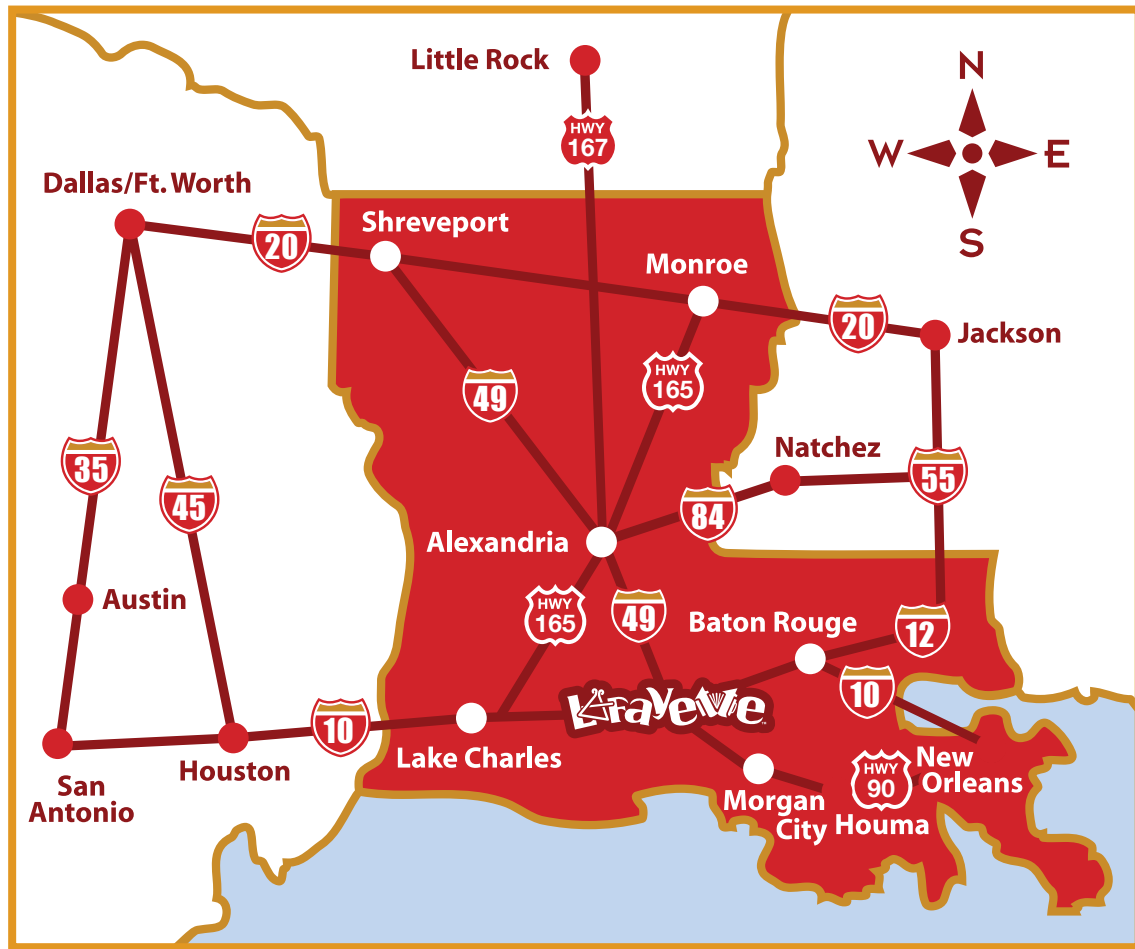 Little Rock
N
HWY
167
W
E
Dallas/Ft. Worth
S
Shreveport
20
Monroe
20
Jackson
49
HWY
165
35
Natchez
55
45
84
Alexandria
Austin
HWY
165
49
Baton Rouge
12
10
Lafayette
10
Lake Charles
Houston
San
Antonio
New
Orleans
HWY
90
Morgan
City
Houma